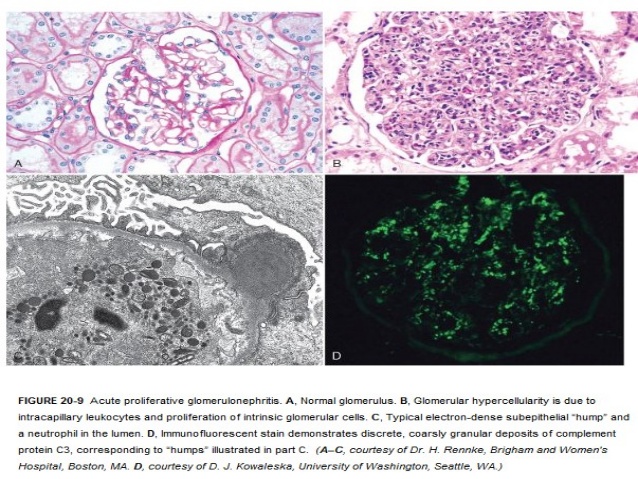 A
B
D
FIGURE 20-9 Acute proliferative glomerulonephritis. A, Normal glomerulus. B, Glomerular hypercellularity is due to
intracapillary leukocytes and proliferation of intrinsic glomerular cells. C, Typical electron-dense subepithelial “hump” and
a neutrophil in the lumen. D, Immunofluorescent stain demonstrates discrete, coarsly granular deposits of complement
protein C3, corresponding to “humps” illustrated in part C. (A–C, courtesy of Dr. H. Rennke, Brigham and Women's
Hospital, Boston, MA. D, courtesy of D. J. Kowaleska, University of Washington, Seattle, WA.)